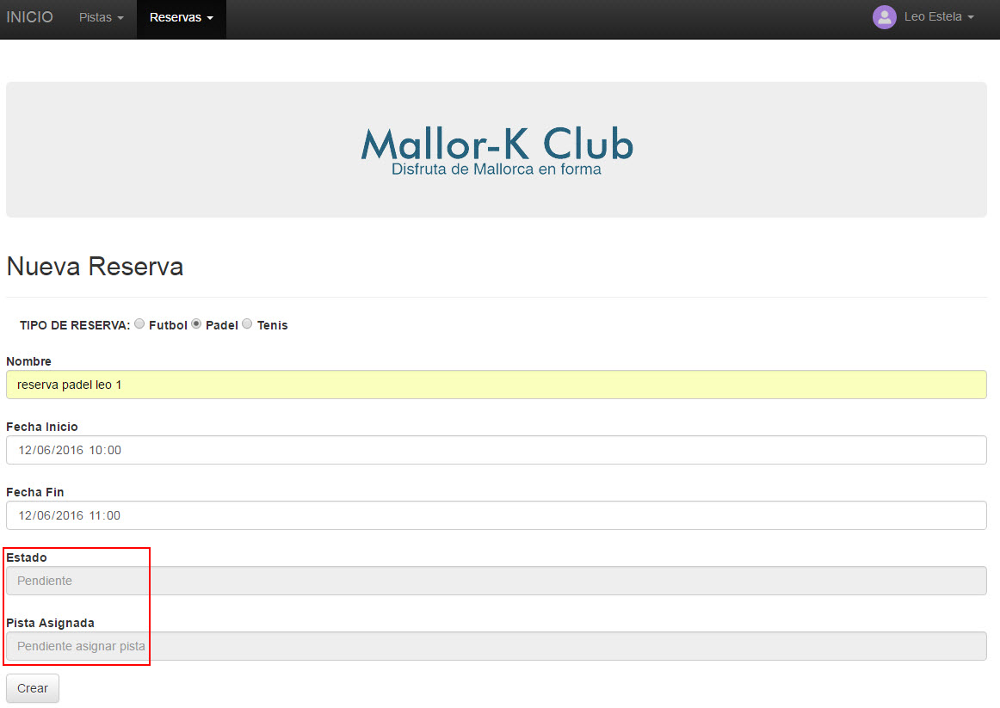 INICIO Pistas Reservas Leo Estela
Mallor-K Club
Disfruta de Mallorca en forma
Nueva Reserva
TIPO DE RESERVA: Futbol Padel Tenis
Nombre
reserva padel leo 1
Fecha Inicio
12/06/2016 10:00
Fecha Fin
12/06/2016 11:00
Estado
Pendiente
Pista Asignada
Pendiente asignar pista
Crear